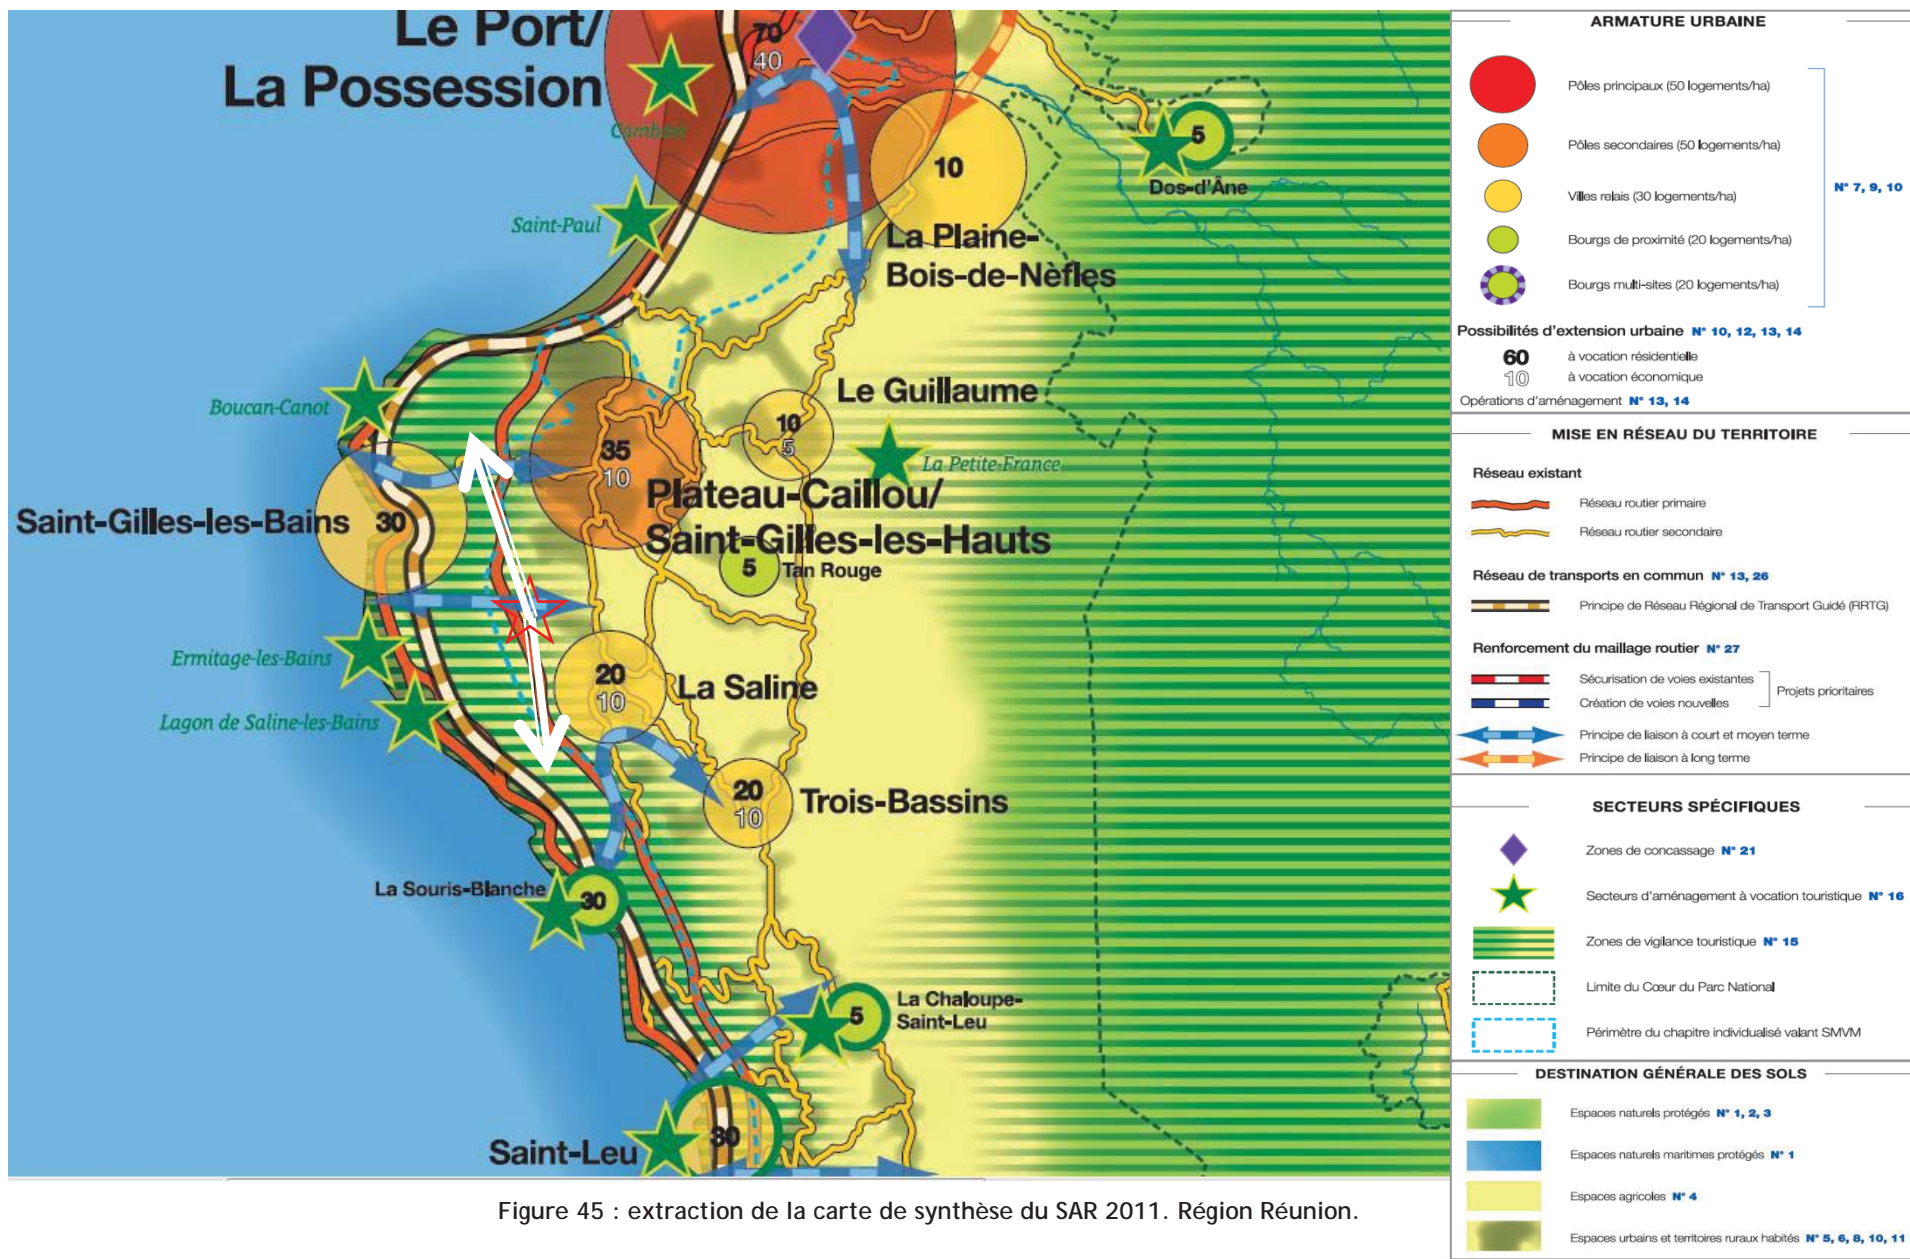 Le Port/
La Possession
70
40
Cambaie
10
5
Dos-d'Âne
Saint-Paul
La Plaine-
Bois-de-Nèfles
Boucan-Canot
Le Guillaume
10
5
35
10
La Petite-France
Plateau-Caillou/
Saint-Gilles-les-Hauts
Saint-Gilles-les-Bains
30
5
Tan Rouge
Ermitage-les-Bains
20
10
La Saline
Lagon de Saline-les-Bains
20
10
Trois-Bassins
La Souris-Blanche
30
La Chaloupe-
Saint-Leu
5
30
Saint-Leu
ARMATURE URBAINE
Pôles principaux (50 logements/ha)
Pôles secondaires (50 logements/ha)
Villes relais (30 logements/ha)
N° 7, 9, 10
Bourgs de proximité (20 logements/ha)
Bourgs multi-sites (20 logements/ha)
Possibilités d'extension urbaine N° 10, 12, 13, 14
60 à vocation résidentielle
10 à vocation économique
Opérations d'aménagement N° 13, 14
MISE EN RÉSEAU DU TERRITOIRE
Réseau existant
Réseau routier primaire
Réseau routier secondaire
Réseau de transports en commun N° 13, 26
Principe de Réseau Régional de Transport Guidé (RRTG)
Renforcement du maillage routier N° 27
Sécurisation de voies existantes
Projets prioritaires
Création de voies nouvelles
Principe de liaison à court et moyen terme
Principe de liaison à long terme
SECTEURS SPÉCIFIQUES
Zones de concassage N° 21
Secteurs d'aménagement à vocation touristique N° 16
Zones de vigilance touristique N° 15
Limite du Cœur du Parc National
Périmètre du chapitre individualisé valant SMVM
DESTINATION GÉNÉRALE DES SOLS
Espaces naturels protégés N° 1, 2, 3
Espaces naturels maritimes protégés N° 1
Espaces agricoles N° 4
Espaces urbains et territoires ruraux habités N° 5, 6, 8, 10, 11
Figure 45 : extraction de la carte de synthèse du SAR 2011. Région Réunion.